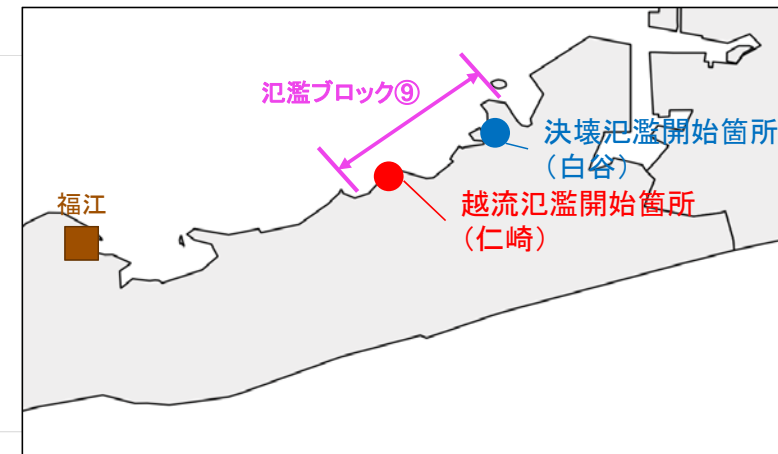 氾濫ブロック⑨
決壊氾濫開始箇所
（白谷）
越流氾濫開始箇所
（仁崎）
福江